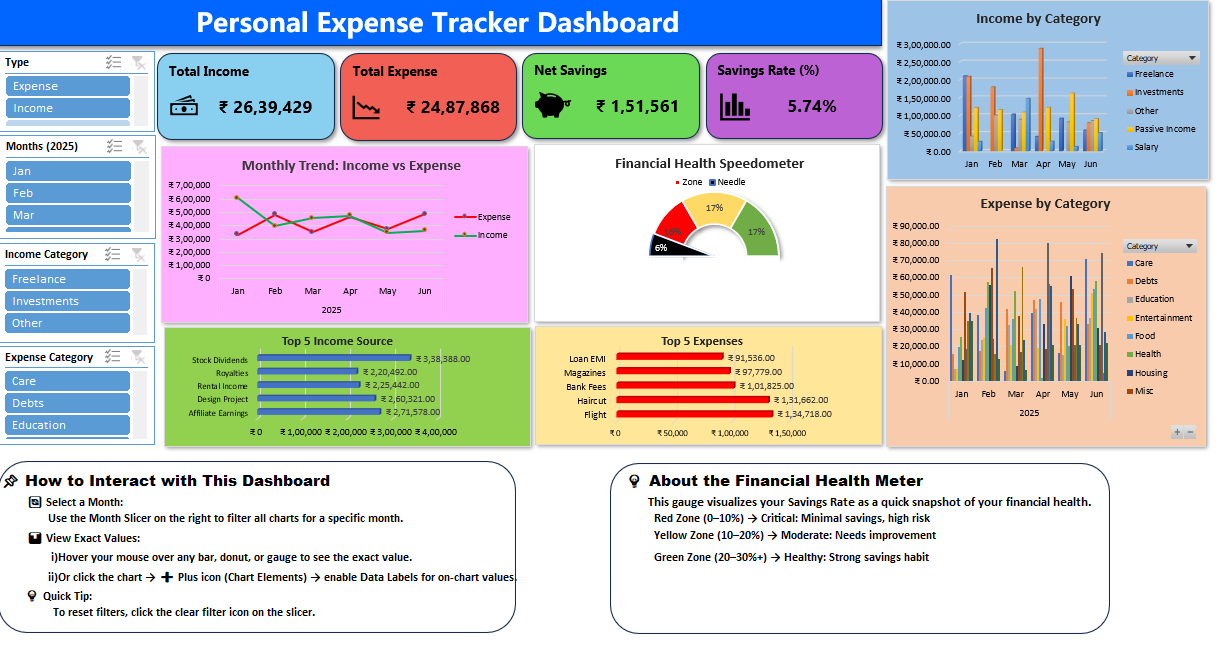 Personal Expense Tracker Dashboard
Type
Expense
Income
Months (2025)
Jan
Feb
Mar
Income Category
Freelance
Investments
Other
Expense Category
Care
Debts
Education
Total Income
₹ 26,39,429
Total Expense
₹ 24,87,868
Net Savings
₹ 1,51,561
Savings Rate (%)
5.74%
Monthly Trend: Income vs Expense
₹ 7,00,000
₹ 6,00,000
₹ 5,00,000
₹ 4,00,000
₹ 3,00,000
₹ 2,00,000
₹ 1,00,000
₹ 0
Jan Feb Mar Apr May Jun
2025
Expense
Income
Financial Health Speedometer
Zone Needle
17%
17%
6%
Top 5 Income Source
Stock Dividends ₹ 3,38,388.00
Royalties ₹ 2,20,492.00
Rental Income ₹ 2,25,442.00
Design Project ₹ 2,60,321.00
Affiliate Earnings ₹ 2,71,578.00
₹ 0 ₹ 1,00,000 ₹ 2,00,000 ₹ 3,00,000 ₹ 4,00,000
Top 5 Expenses
Loan EMI ₹ 91,536.00
Magazines ₹ 97,779.00
Bank Fees ₹ 1,01,825.00
Haircut ₹ 1,31,662.00
Flight ₹ 1,34,718.00
₹ 0 ₹ 50,000 ₹ 1,00,000 ₹ 1,50,000
Income by Category
₹ 3,00,000.00
₹ 2,50,000.00
₹ 2,00,000.00
₹ 1,50,000.00
₹ 1,00,000.00
₹ 50,000.00
₹ 0.00
Jan Feb Mar Apr May Jun
Category
Freelance
Investments
Other
Passive Income
Salary
Expense by Category
₹ 90,000.00
₹ 80,000.00
₹ 70,000.00
₹ 60,000.00
₹ 50,000.00
₹ 40,000.00
₹ 30,000.00
₹ 20,000.00
₹ 10,000.00
₹ 0.00
Jan Feb Mar Apr May Jun
2025
Category
Care
Debts
Education
Entertainment
Food
Health
Housing
Misc
How to Interact with This Dashboard
Select a Month:
Use the Month Slicer on the right to filter all charts for a specific month.
View Exact Values:
i)Hover your mouse over any bar, donut, or gauge to see the exact value.
ii)Or click the chart → ➕ Plus icon (Chart Elements) → enable Data Labels for on-chart values.
Quick Tip:
To reset filters, click the clear filter icon on the slicer.
About the Financial Health Meter
This gauge visualizes your Savings Rate as a quick snapshot of your financial health.
Red Zone (0–10%) → Critical: Minimal savings, high risk
Yellow Zone (10–20%) → Moderate: Needs improvement
Green Zone (20–30%+) → Healthy: Strong savings habit